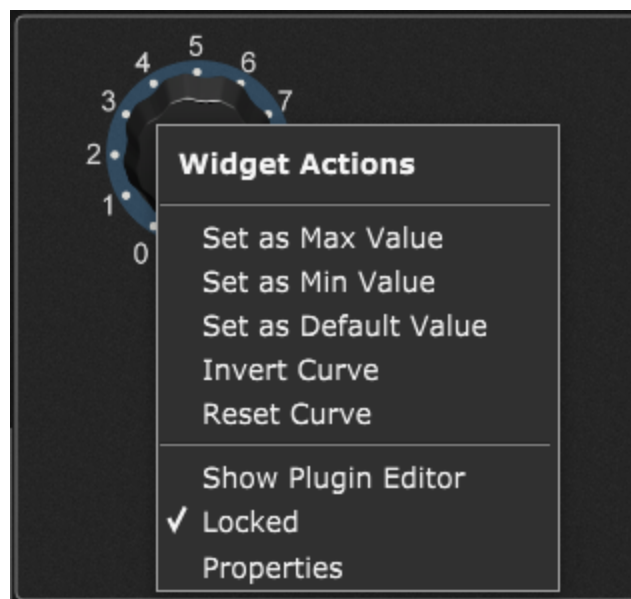 5
4
6
3
7
2
1
0
Widget Actions
Set as Max Value
Set as Min Value
Set as Default Value
Invert Curve
Reset Curve
Show Plugin Editor
Locked
Properties